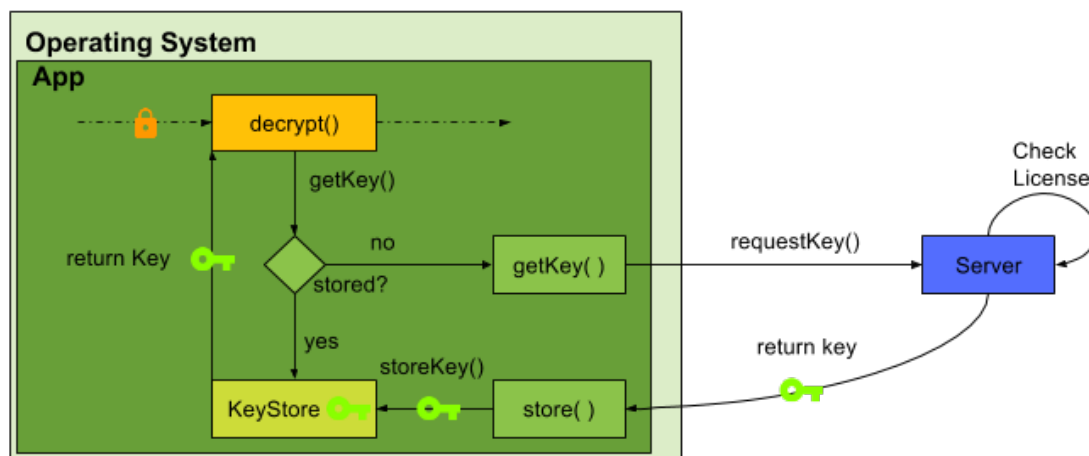 Operating System
App
decrypt()
getKey()
Check
License
return Key
no
requestKey()
stored?
getKey( )
Server
yes
storeKey()
return key
KeyStore
store( )